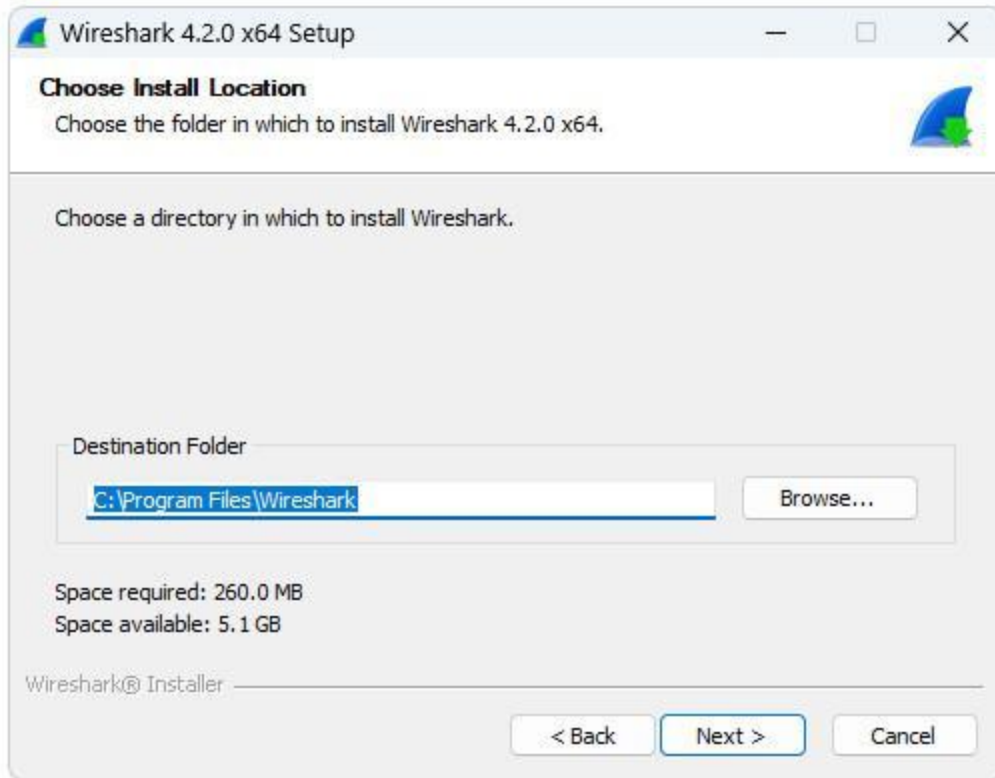 Wireshark 4.2.0 x64 Setup
Choose Install Location
Choose the folder in which to install Wireshark 4.2.0 x64.
Choose a directory in which to install Wireshark.
Destination Folder
C:\Program Files\Wireshark
Browse...
Space required: 260.0 MB
Space available: 5.1 GB
Wireshark® Installer
< Back
Next >
Cancel